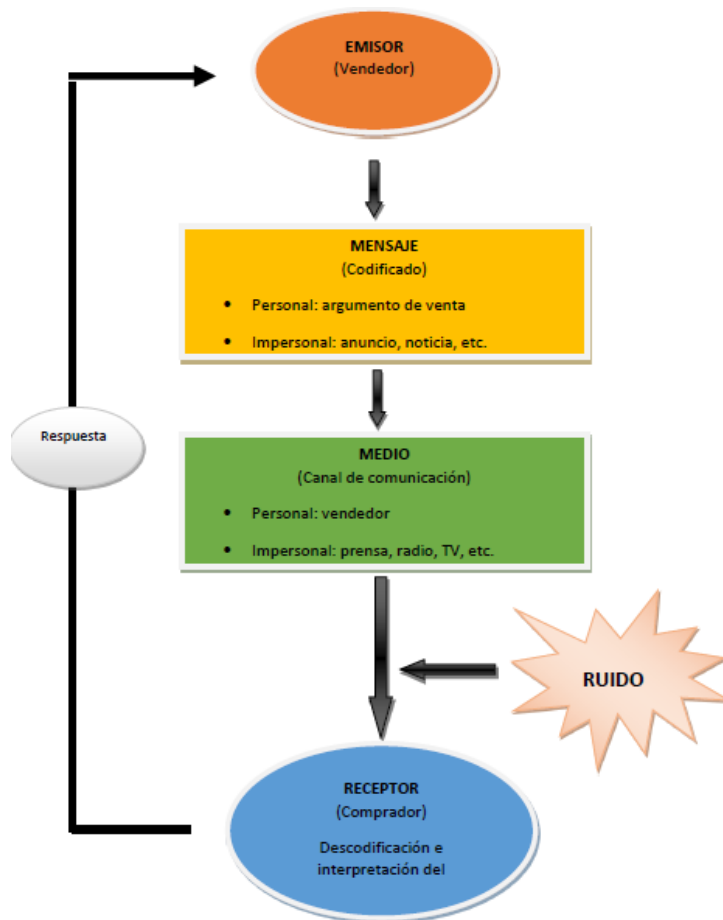 EMISOR
(Vendedor)
MENSAJE
(Codificado)
• Personal: argumento de venta
• Impersonal: anuncio, noticia, etc.
Respuesta
MEDIO
(Canal de comunicación)
• Personal: vendedor
• Impersonal: prensa, radio, TV, etc.
RUIDO
RECEPTOR
(Comprador)
Descodificación e
interpretación del